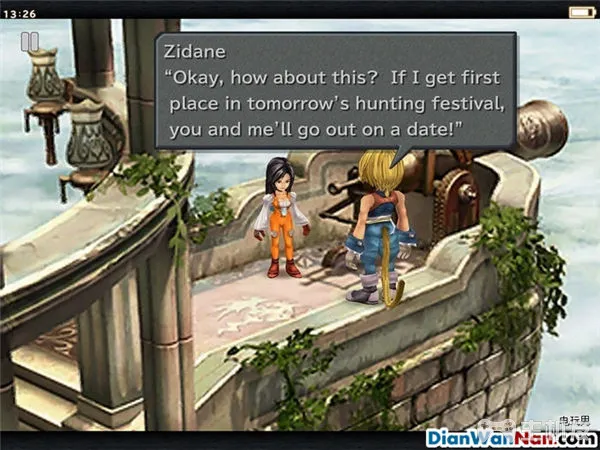 13:26
Zidane
“Okay, how about this? If I get first
place in tomorrow's hunting festival,
you and me'll go out on a date!”
电玩男
DianWanNan.com